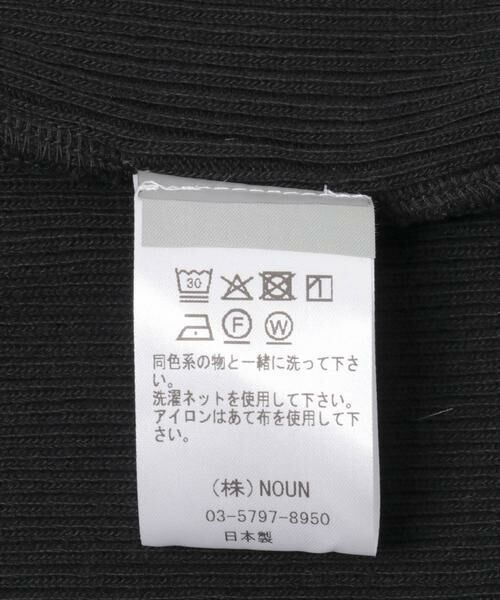 30
F W
同色系の物と一緒に洗って下さ
い。
洗濯ネットを使用して下さい。
アイロンはあて布を使用して下
さい。
（株）NOUN
03-5797-8950
日本製